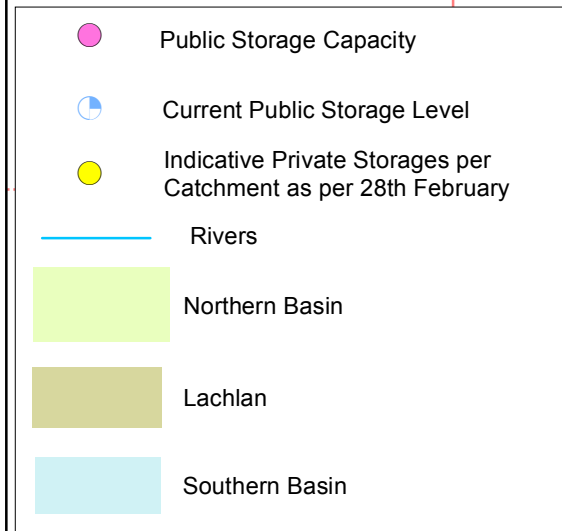 Public Storage Capacity
Current Public Storage Level
Indicative Private Storages per
Catchment as per 28th February
Rivers
Northern Basin
Lachlan
Southern Basin